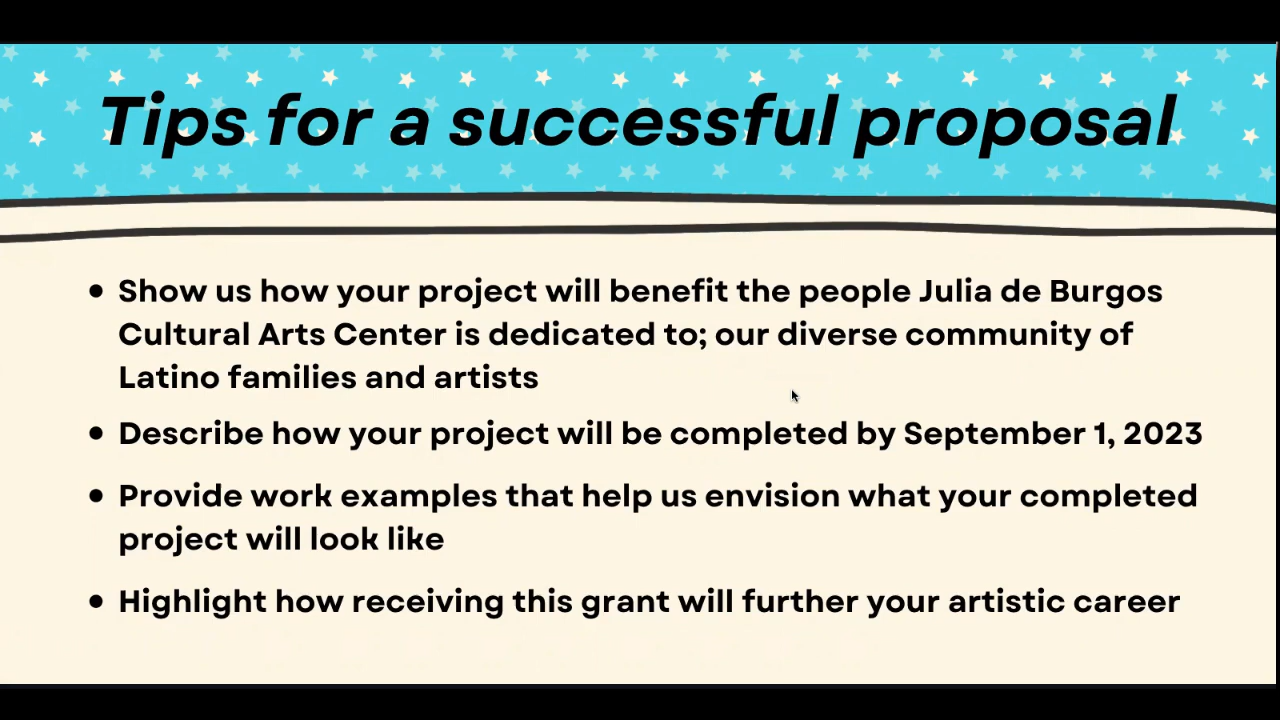 Tips for a successful proposal
• Show us how your project will benefit the people Julia de Burgos
Cultural Arts Center is dedicated to; our diverse community of
Latino families and artists
• Describe how your project will be completed by September 1, 2023
• Provide work examples that help us envision what your completed
project will look like
• Highlight how receiving this grant will further your artistic career